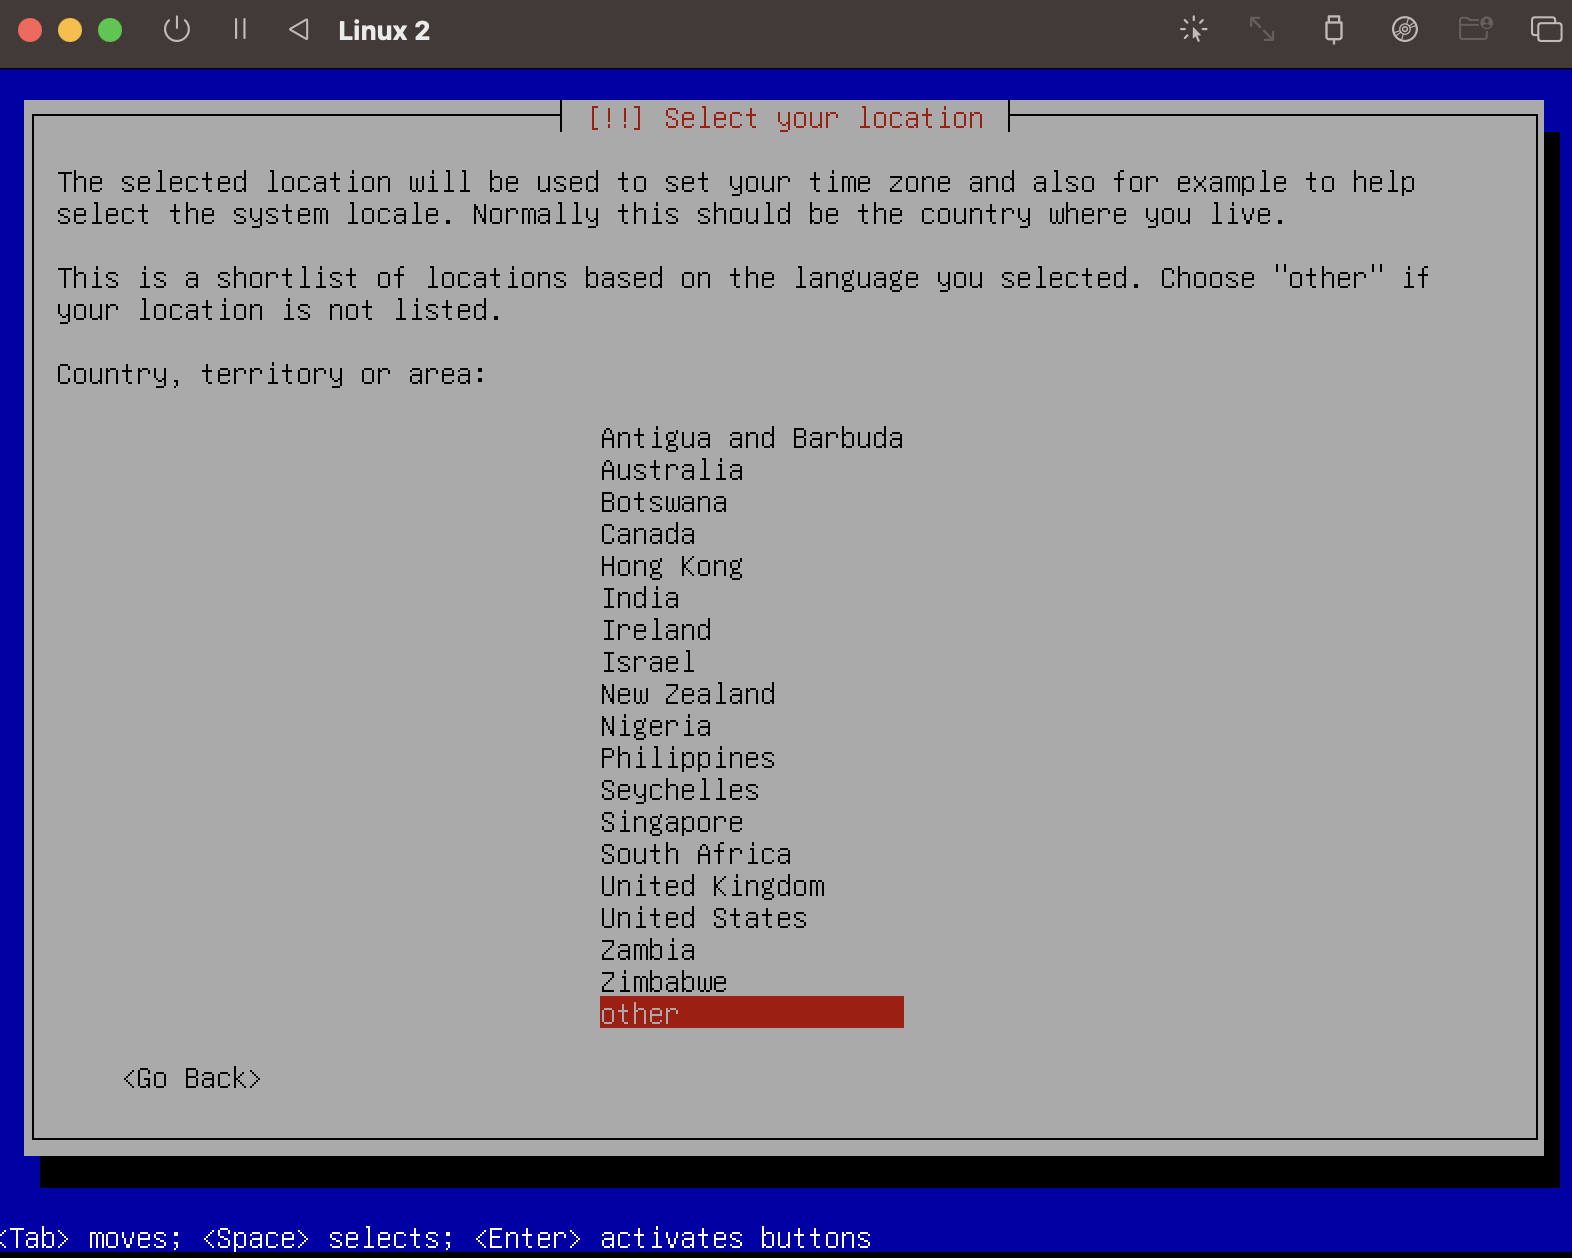 Linux 2
[!!] Select your location
The selected location will be used to set your time zone and also for example to help
select the system locale. Normally this should be the country where you live.
This is a shortlist of locations based on the language you selected. Choose "other" if
your location is not listed.
Country, territory or area:
Antigua and Barbuda
Australia
Botswana
Canada
Hong Kong
India
Ireland
Israel
New Zealand
Nigeria
Philippines
Seychelles
Singapore
South Africa
United Kingdom
United States
Zambia
Zimbabwe
other
<Go Back>
<Tab> moves; <Space> selects; <Enter> activates buttons